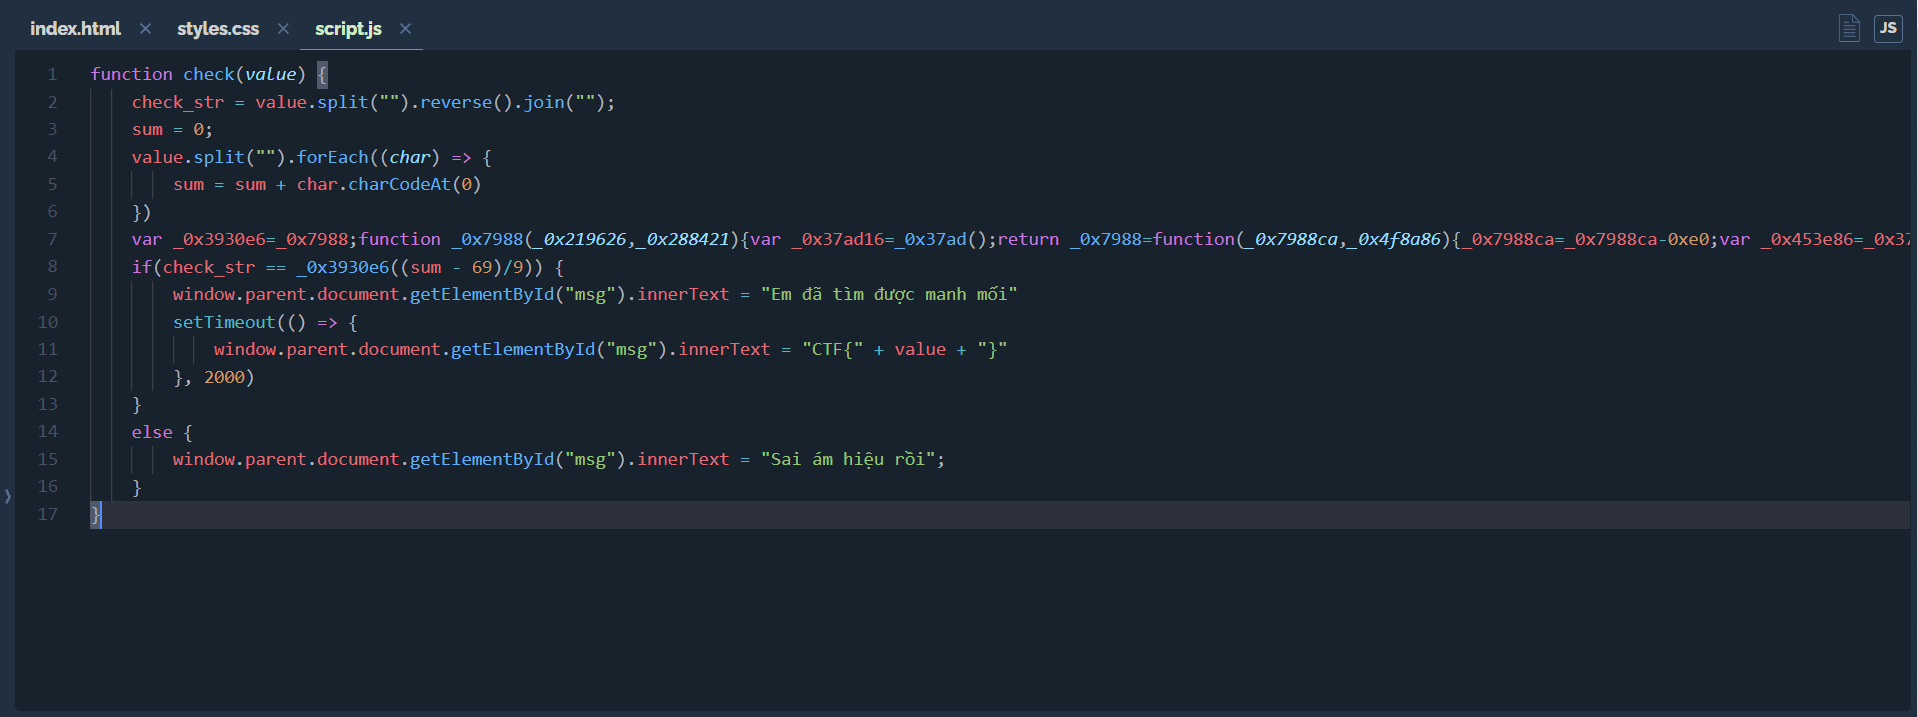 index.html × styles.css × script.js ×
JS
1 function check(value) {
2 check_str = value.split("").reverse().join("");
3 sum = 0;
4 value.split("").forEach((char) => {
5 sum = sum + char.charCodeAt(0)
6 })
7 var _0x3930e6=_0x7988;function _0x7988(_0x219626,_0x288421){var _0x37ad16=_0x37ad();return _0x7988=function(_0x7988ca,_0x4f8a86){_0x7988ca=_0x7988ca-0xe0;var _0x453e86=_0x37
8 if(check_str == _0x3930e6((sum - 69)/9)) {
9 window.parent.document.getElementById("msg").innerText = "Em đã tìm được manh mối"
10 setTimeout(() => {
11 window.parent.document.getElementById("msg").innerText = "CTF{" + value + "}"
12 }, 2000)
13 }
14 else {
15 window.parent.document.getElementById("msg").innerText = "Sai ám hiệu rồi";
16 }
17 }